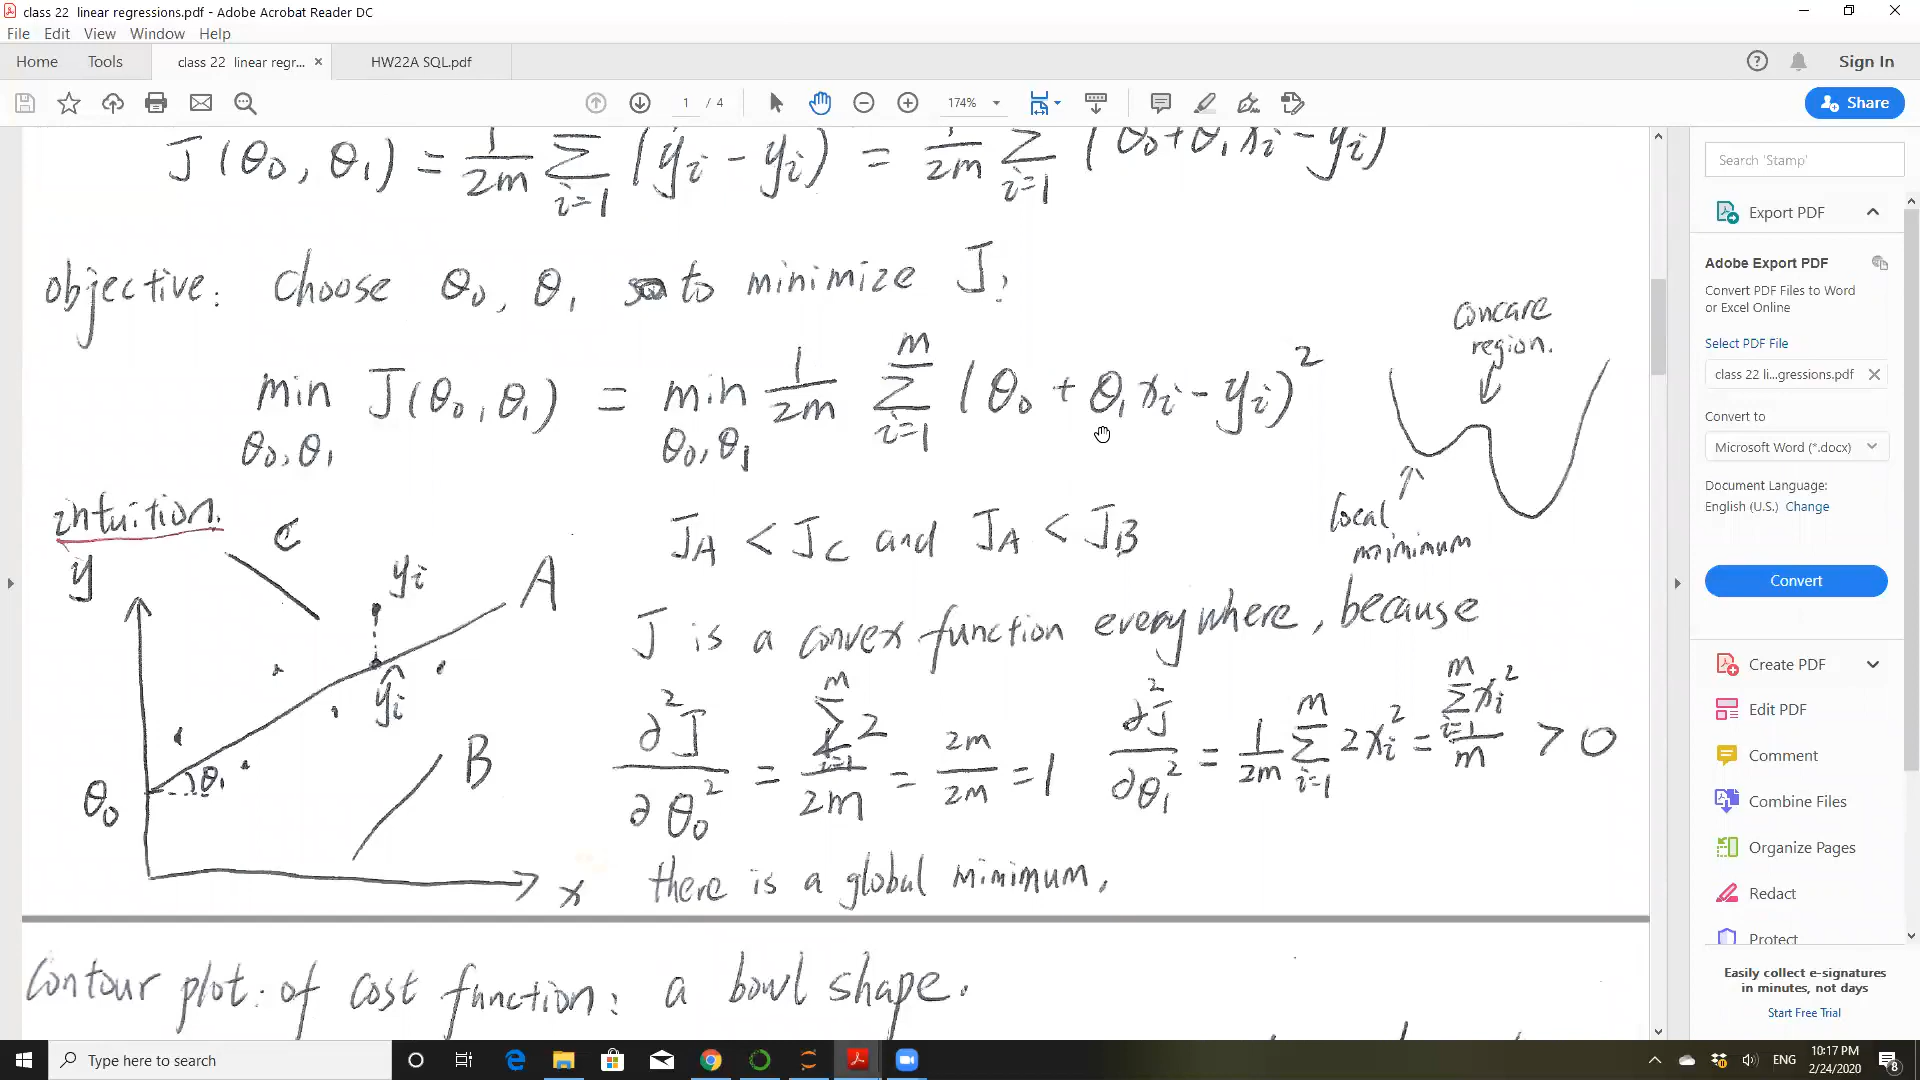 class 22  linear regressions.pdf - Adobe Acrobat Reader DC
File Edit View Window Help
Home Tools class 22 linear regr... × HW22A SQL.pdf Sign In
1 / 4 174% Share
J(θ0, θ1) = 1/2m Σ i=1 (ŷi - yi) = 1/2m Σ i=1 (θ0+θ1xi-yi)
objective: choose θ0, θ1 to minimize J:
min θ0,θ1 J(θ0,θ1) = min θ0,θ1 1/2m Σ i=1 m (θ0 + θ1xi - yi)^2
concave
region.
local
minimum
intuition.
y
C
yi
A
ŷi
θ0
θ1
B
x
JA < JC and JA < JB
J is a convex function everywhere, because
∂²J/∂θ0² = Σ i=1 m 2/2m = 2m/2m = 1 ∂²J/∂θ1² = 1/2m Σ i=1 m 2xi² = Σ i=1 m xi²/m > 0
there is a global minimum.
Contour plot: of cost function: a bowl shape.
Search 'Stamp'
Export PDF
Adobe Export PDF
Convert PDF Files to Word
or Excel Online
Select PDF File
class 22 li...gressions.pdf
Convert to
Microsoft Word (*.docx)
Document Language:
English (U.S.) Change
Convert
Create PDF
Edit PDF
Comment
Combine Files
Organize Pages
Redact
Protect
Easily collect e-signatures
in minutes, not days
Start Free Trial
Type here to search
ENG
10:17 PM
2/24/2020
8